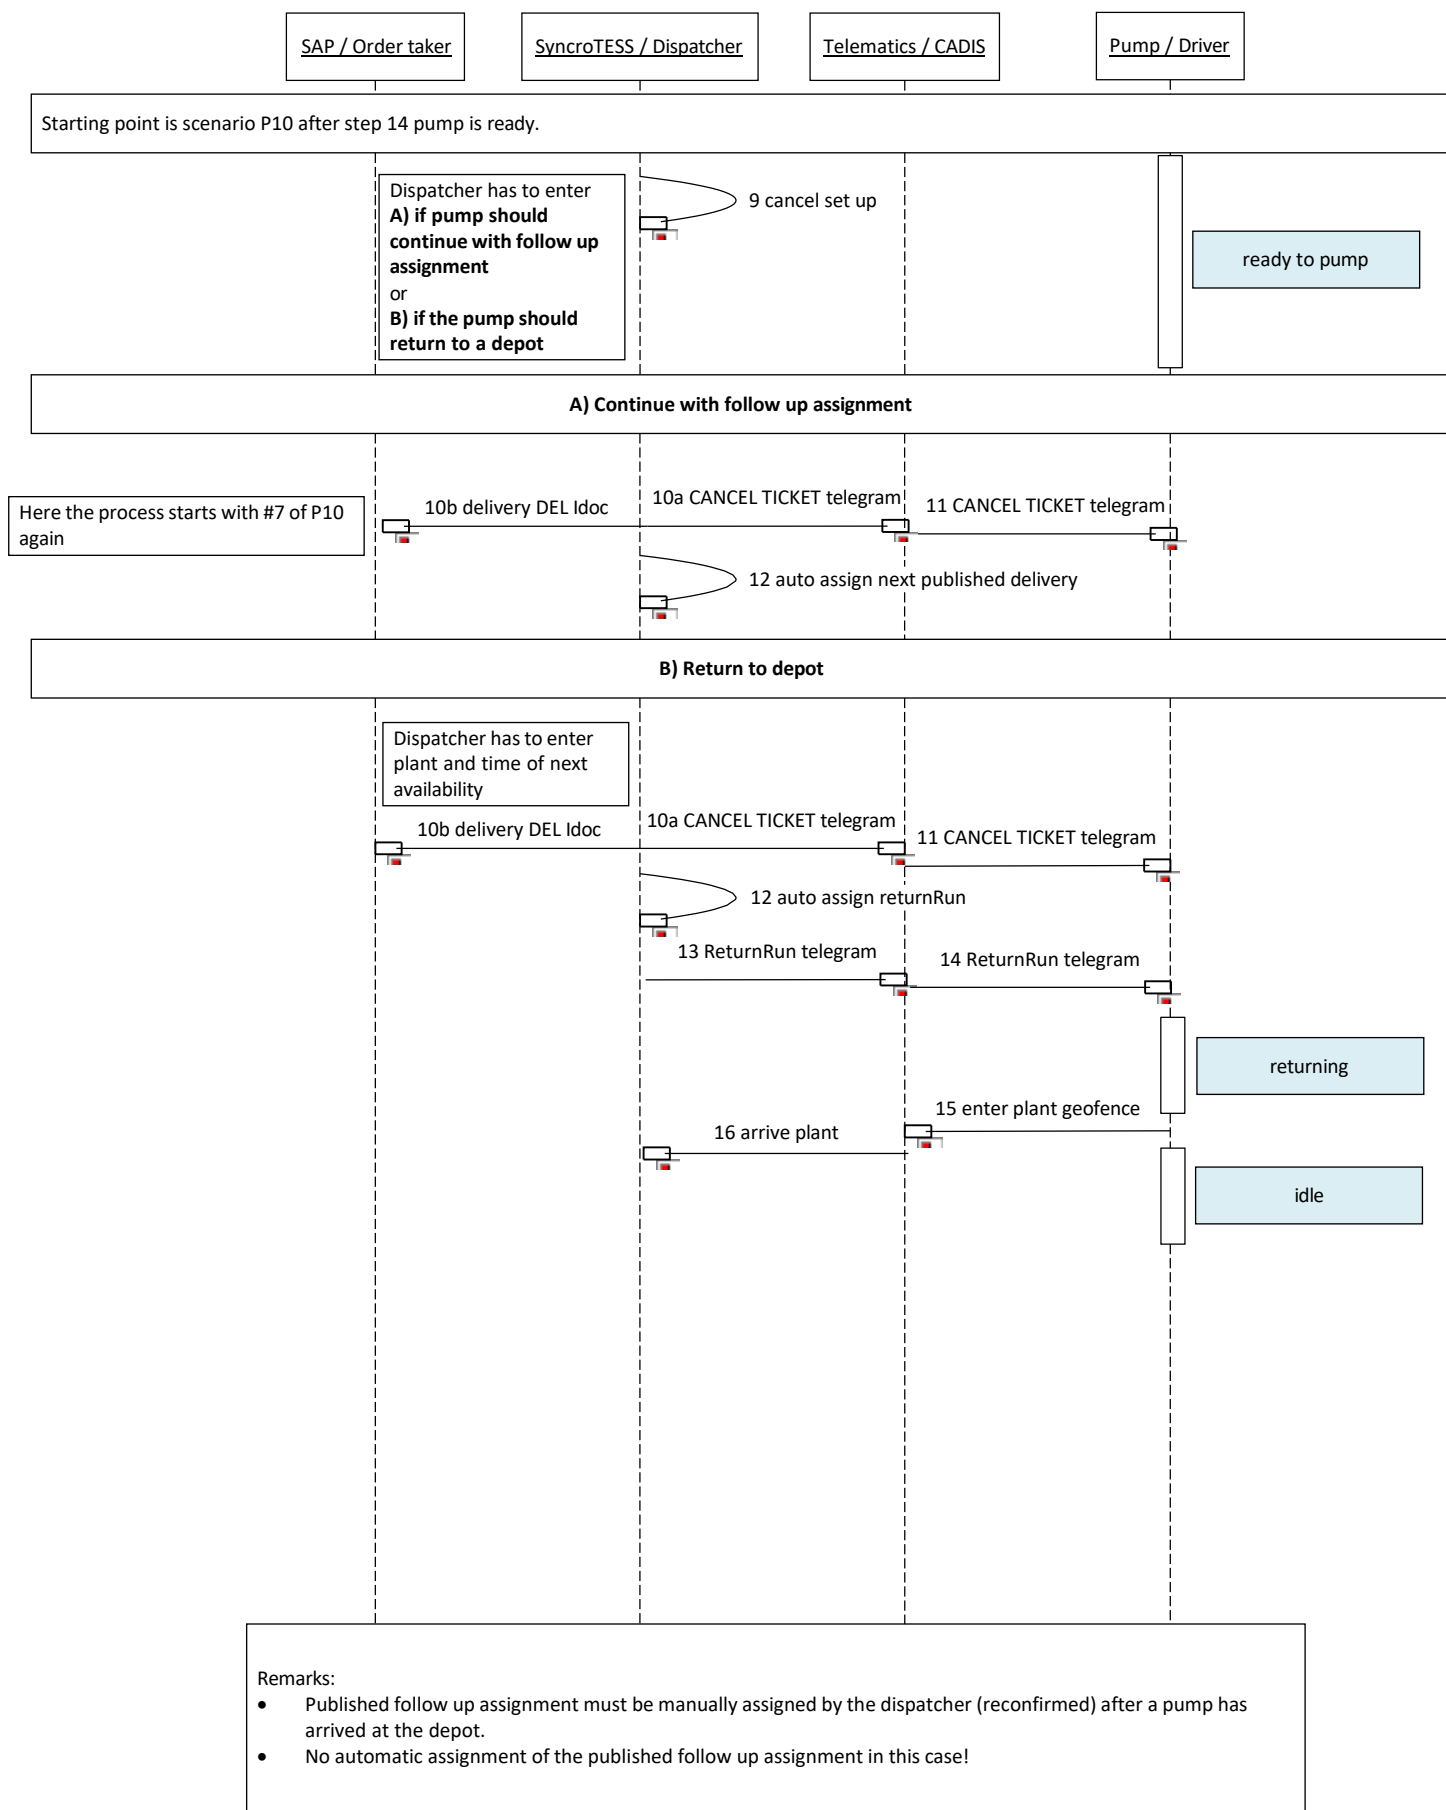 SAP / Order taker
SyncroTESS / Dispatcher
Telematics / CADIS
Pump / Driver
Starting point is scenario P10 after step 14 pump is ready.
Dispatcher has to enter
A) if pump should
continue with follow up
assignment
or
B) if the pump should
return to a depot
9 cancel set up
ready to pump
A) Continue with follow up assignment
Here the process starts with #7 of P10
again
10b delivery DEL Idoc
10a CANCEL TICKET telegram
11 CANCEL TICKET telegram
12 auto assign next published delivery
B) Return to depot
Dispatcher has to enter
plant and time of next
availability
10b delivery DEL Idoc
10a CANCEL TICKET telegram
11 CANCEL TICKET telegram
12 auto assign returnRun
13 ReturnRun telegram
14 ReturnRun telegram
returning
15 enter plant geofence
16 arrive plant
idle
Remarks:
• Published follow up assignment must be manually assigned by the dispatcher (reconfirmed) after a pump has
arrived at the depot.
• No automatic assignment of the published follow up assignment in this case!